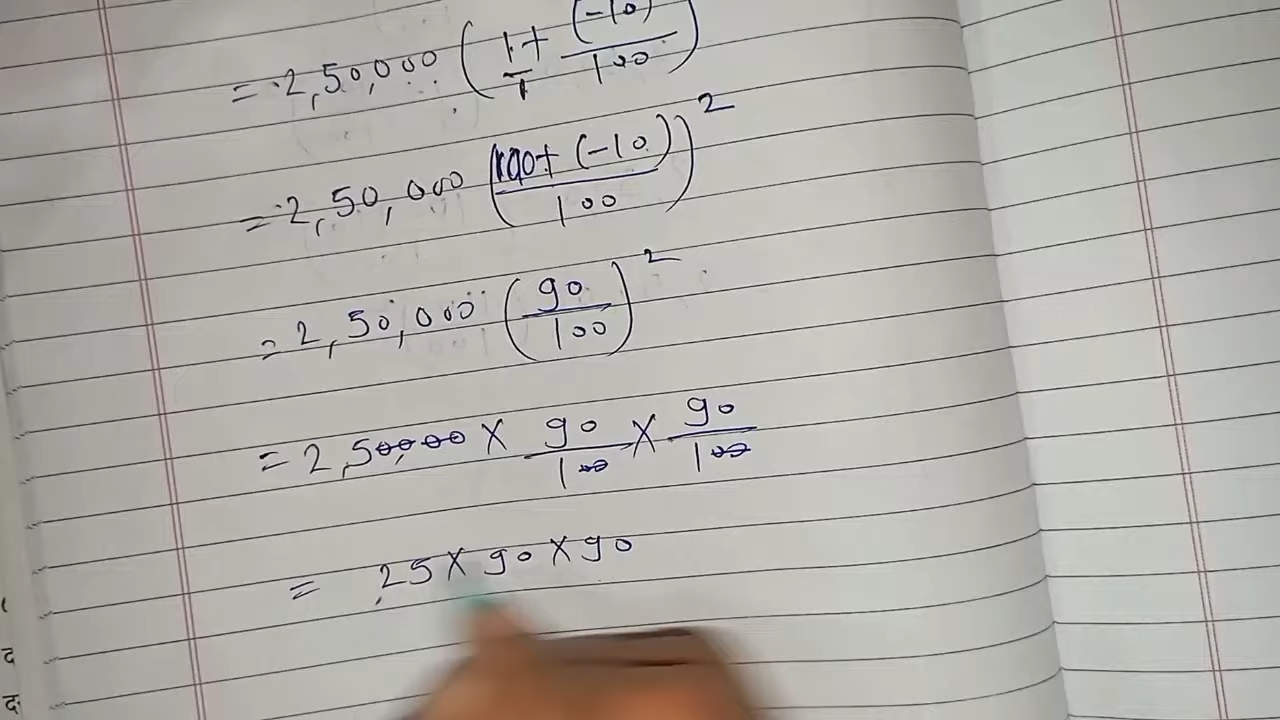 = 2,50,000 ( 1/1 + (-10)/100 )
= 2,50,000 ( (100+(-10))/100 )²
= 2,50,000 ( 90/100 )²
= 2,50,000 × 90/100 × 90/100
= 25 × 90 × 90